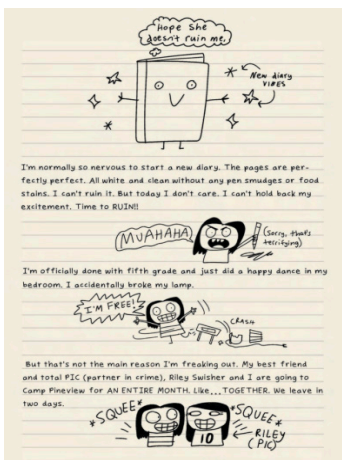 Hope She
doesn't ruin me.
New diary
VIBES
I'm normally so nervous to start a new diary. The pages are per-
fectly perfect. All white and clean without any pen smudges or food
stains. I can't ruin it. But today I don't care. I can't hold back my
excitement. Time to RUIN!!
MUAHAHA
(Sorry, that's
terrifying)
I'm officially done with fifth grade and just did a happy dance in my
bedroom. I accidentally broke my lamp.
I'M FREE!
CRASH
But that's not the main reason I'm freaking out. My best friend
and total PIC (partner in crime), Riley Swisher and I are going to
Camp Pineview for AN ENTIRE MONTH. Like...TOGETHER. We leave in
two days.
*SQUEE*
*SQUEE*
10
RILEY
(PIC)